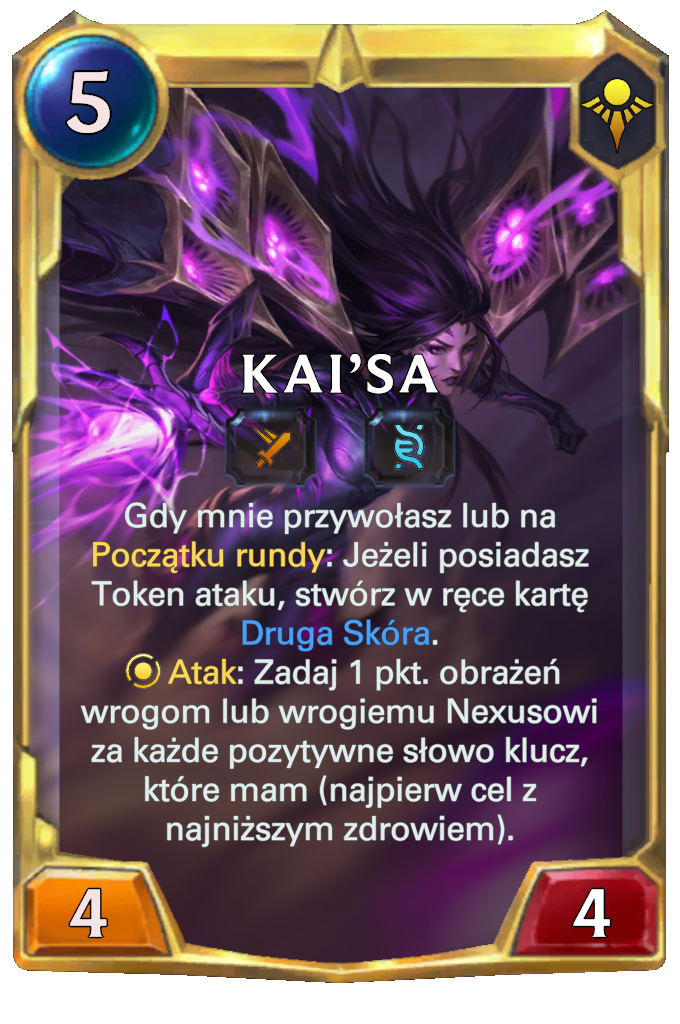 5
KAI'SA
Gdy mnie przywołasz lub na
Początku rundy: Jeżeli posiadasz
Token ataku, stwórz w ręce kartę
Druga Skóra.
Atak: Zadaj 1 pkt. obrażeń
wrogom lub wrogiemu Nexusowi
za każde pozytywne słowo klucz,
które mam (najpierw cel z
najniższym zdrowiem).
4
4